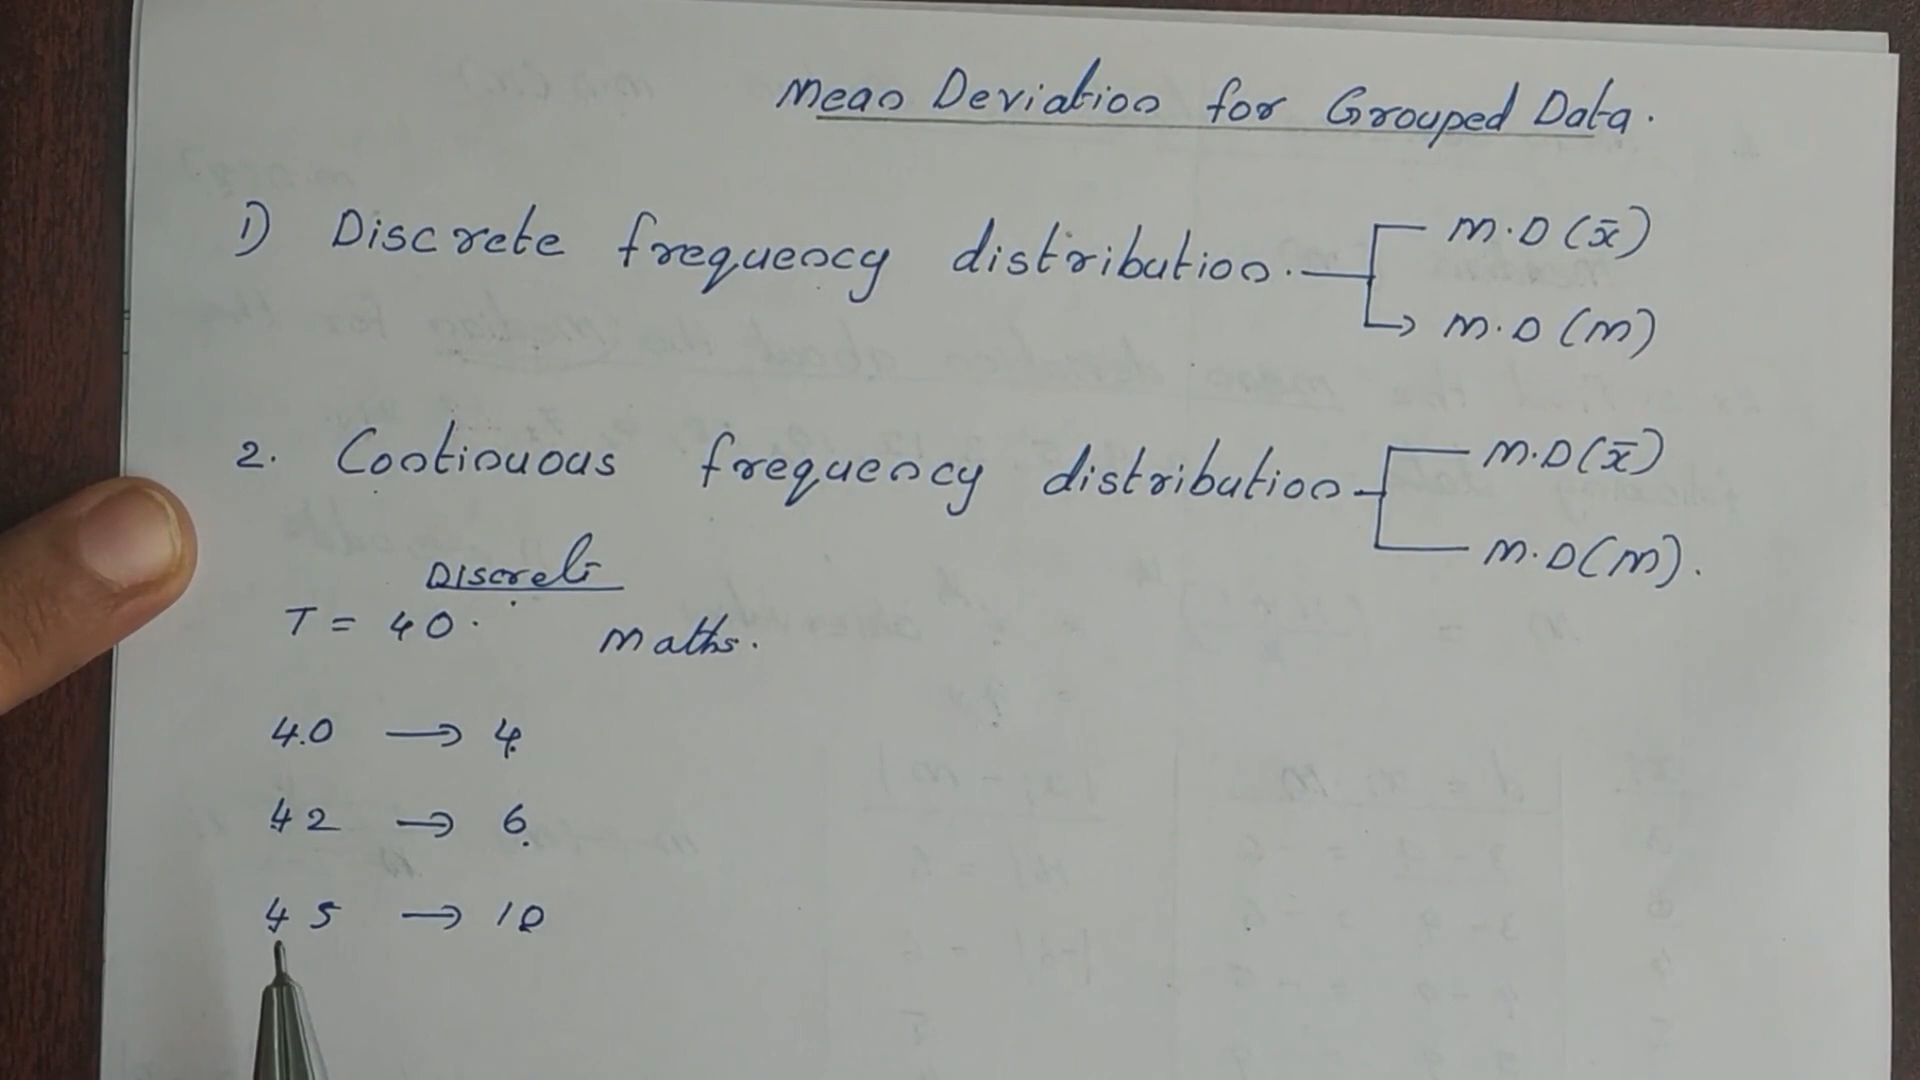 Mean Deviation for Grouped Data.
1) Discrete frequency distribution. M.D (x̄)
M.D (M)
2. Continuous frequency distribution M.D(x̄)
M.D(M).
Discrete
T = 40. Maths.
40 → 4
42 → 6
45 → 10